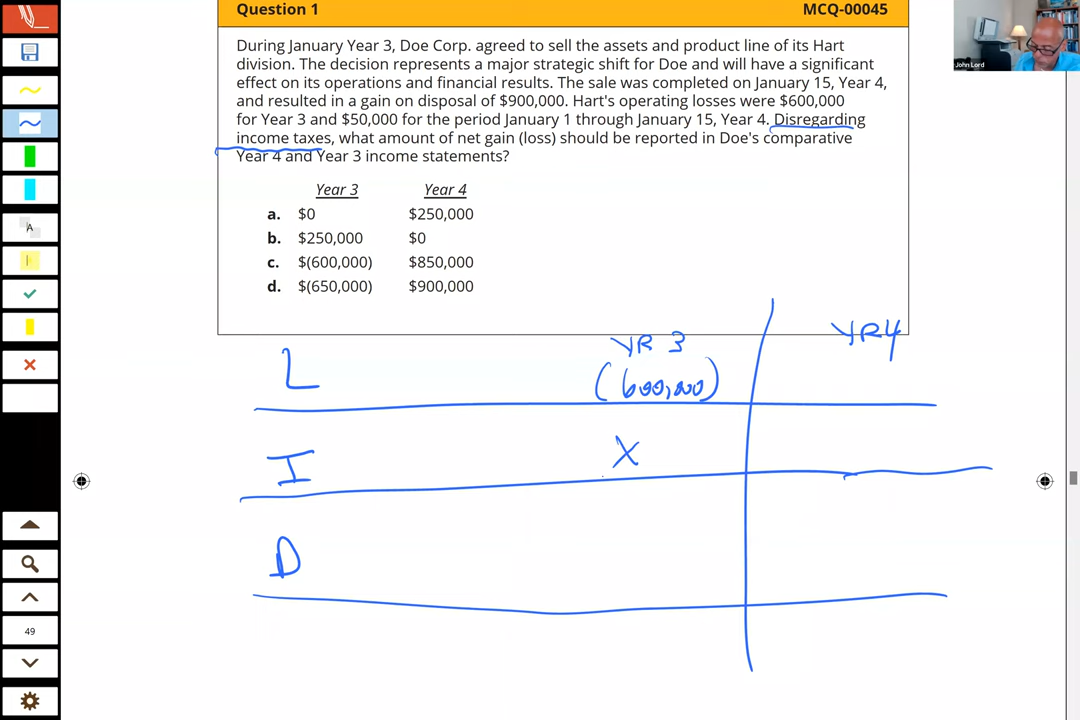 Question 1 MCQ-00045
During January Year 3, Doe Corp. agreed to sell the assets and product line of its Hart
division. The decision represents a major strategic shift for Doe and will have a significant
effect on its operations and financial results. The sale was completed on January 15, Year 4,
and resulted in a gain on disposal of $900,000. Hart's operating losses were $600,000
for Year 3 and $50,000 for the period January 1 through January 15, Year 4. Disregarding
income taxes, what amount of net gain (loss) should be reported in Doe's comparative
Year 4 and Year 3 income statements?
Year 3 Year 4
a. $0 $250,000
b. $250,000 $0
c. $(600,000) $850,000
d. $(650,000) $900,000
YR 3 YR4
L (600,000)
I X
D
John Lord
A
49